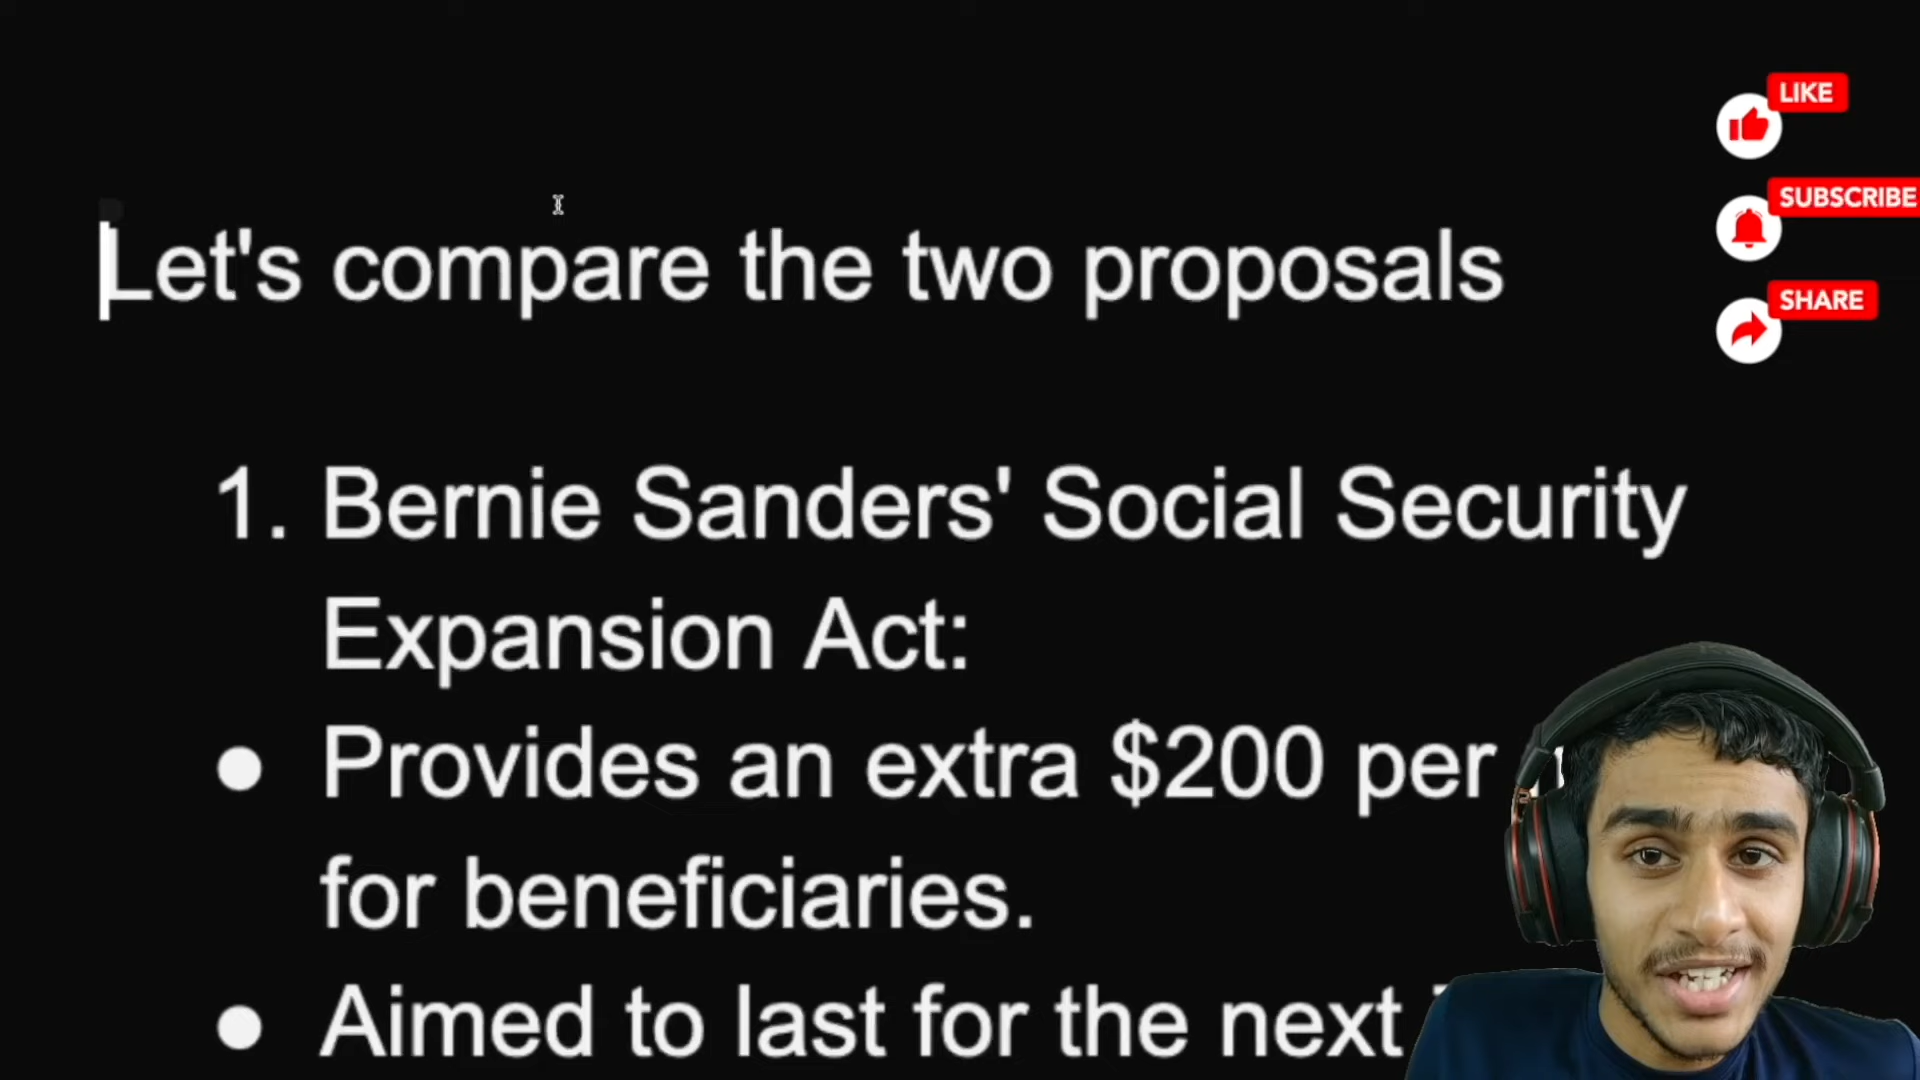 LIKE
SUBSCRIBE
SHARE
Let's compare the two proposals
1. Bernie Sanders' Social Security
Expansion Act:
● Provides an extra $200 per
for beneficiaries.
● Aimed to last for the next